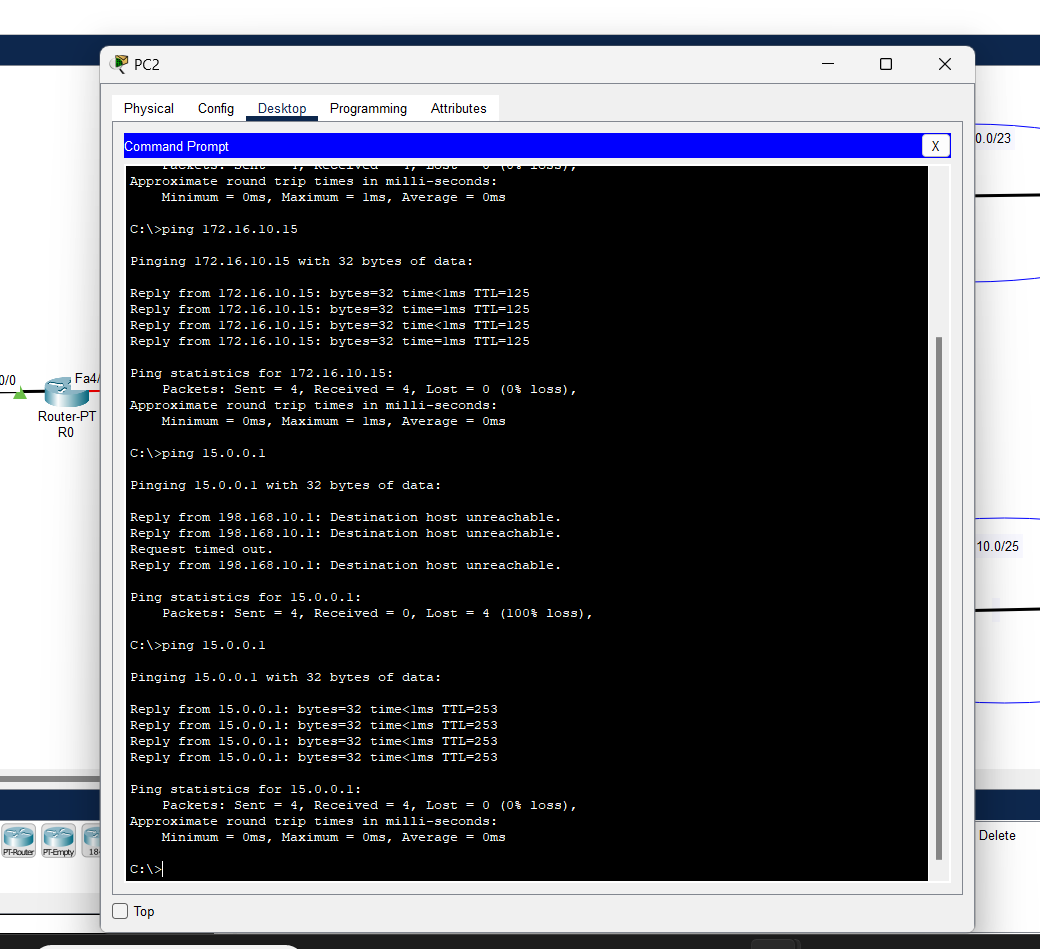 PC2
Physical Config Desktop Programming Attributes
Command Prompt X
Packets: Sent = 4, Received = 4, Lost = 0 (0% loss),
Approximate round trip times in milli-seconds:
Minimum = 0ms, Maximum = 1ms, Average = 0ms
C:\>ping 172.16.10.15
Pinging 172.16.10.15 with 32 bytes of data:
Reply from 172.16.10.15: bytes=32 time<1ms TTL=125
Reply from 172.16.10.15: bytes=32 time=1ms TTL=125
Reply from 172.16.10.15: bytes=32 time<1ms TTL=125
Reply from 172.16.10.15: bytes=32 time=1ms TTL=125
Ping statistics for 172.16.10.15:
Packets: Sent = 4, Received = 4, Lost = 0 (0% loss),
Approximate round trip times in milli-seconds:
Minimum = 0ms, Maximum = 1ms, Average = 0ms
C:\>ping 15.0.0.1
Pinging 15.0.0.1 with 32 bytes of data:
Reply from 198.168.10.1: Destination host unreachable.
Reply from 198.168.10.1: Destination host unreachable.
Request timed out.
Reply from 198.168.10.1: Destination host unreachable.
Ping statistics for 15.0.0.1:
Packets: Sent = 4, Received = 0, Lost = 4 (100% loss),
C:\>ping 15.0.0.1
Pinging 15.0.0.1 with 32 bytes of data:
Reply from 15.0.0.1: bytes=32 time<1ms TTL=253
Reply from 15.0.0.1: bytes=32 time<1ms TTL=253
Reply from 15.0.0.1: bytes=32 time<1ms TTL=253
Reply from 15.0.0.1: bytes=32 time<1ms TTL=253
Ping statistics for 15.0.0.1:
Packets: Sent = 4, Received = 4, Lost = 0 (0% loss),
Approximate round trip times in milli-seconds:
Minimum = 0ms, Maximum = 0ms, Average = 0ms
C:\>
Top
0/0
Fa4/
Router-PT
R0
PT-Router PT-Empty 18
0.0/23
10.0/25
Delete